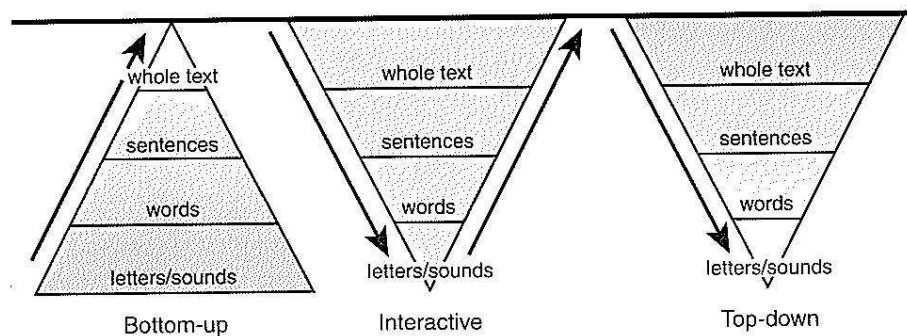 whole text
sentences
words
letters/sounds
Bottom-up
whole text
sentences
words
letters/sounds
Interactive
whole text
sentences
words
letters/sounds
Top-down